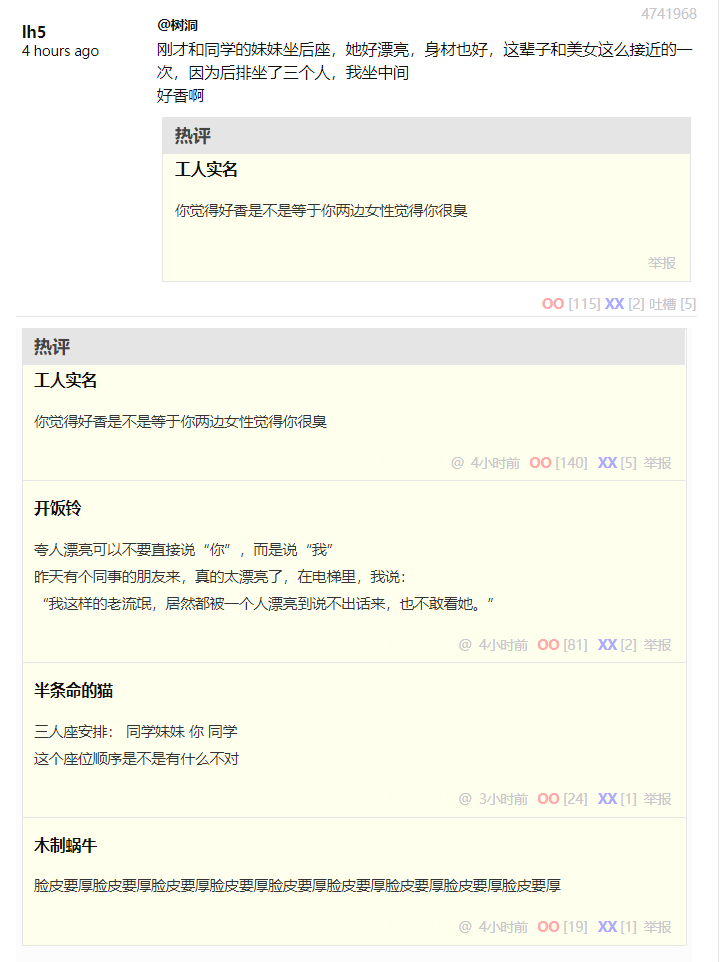 4741968
lh5
4 hours ago
@树洞
刚才和同学的妹妹坐后座，她好漂亮，身材也好，这辈子和美女这么接近的一
次，因为后排坐了三个人，我坐中间
好香啊
热评
工人实名
你觉得好香是不是等于你两边女性觉得你很臭
举报
OO [115] XX [2] 吐槽 [5]
热评
工人实名
你觉得好香是不是等于你两边女性觉得你很臭
@ 4小时前 OO [140] XX [5] 举报
开饭铃
夸人漂亮可以不要直接说“你”，而是说“我”
昨天有个同事的朋友来，真的太漂亮了，在电梯里，我说：
“我这样的老流氓，居然都被一个人漂亮到说不出话来，也不敢看她。”
@ 4小时前 OO [81] XX [2] 举报
半条命的猫
三人座安排： 同学妹妹 你 同学
这个座位顺序是不是有什么不对
@ 3小时前 OO [24] XX [1] 举报
木制蜗牛
脸皮要厚脸皮要厚脸皮要厚脸皮要厚脸皮要厚脸皮要厚脸皮要厚脸皮要厚脸皮要厚
@ 4小时前 OO [19] XX [1] 举报